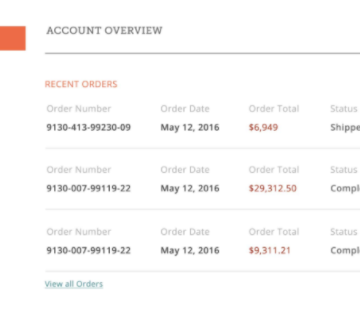 ACCOUNT OVERVIEW
RECENT ORDERS
Order Number Order Date Order Total Status
9130-413-99230-09 May 12, 2016 $6,949 Shippe
Order Number Order Date Order Total Status
9130-007-99119-22 May 12, 2016 $29,312.50 Compl
Order Number Order Date Order Total Status
9130-007-99119-22 May 12, 2016 $9,311.21 Compl
View all Orders